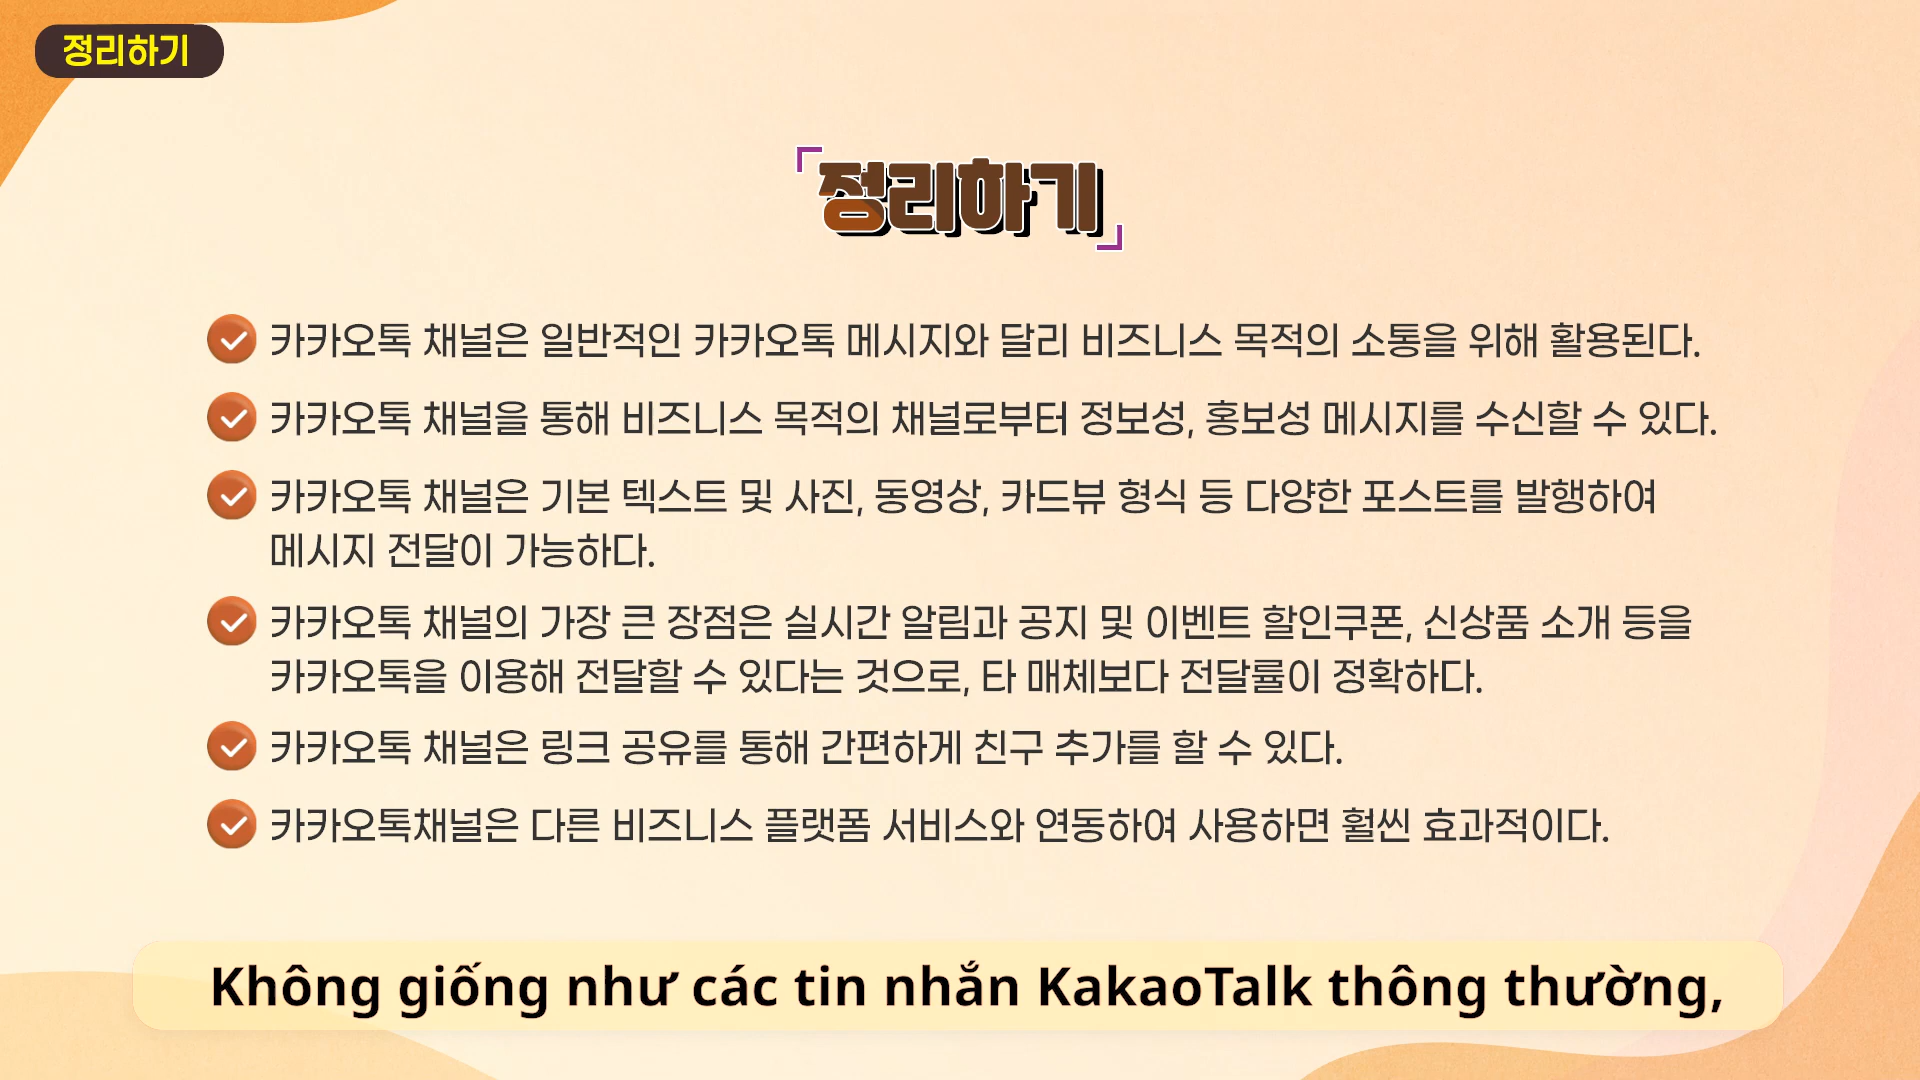 정리하기
정리하기
카카오톡 채널은 일반적인 카카오톡 메시지와 달리 비즈니스 목적의 소통을 위해 활용된다.
카카오톡 채널을 통해 비즈니스 목적의 채널로부터 정보성, 홍보성 메시지를 수신할 수 있다.
카카오톡 채널은 기본 텍스트 및 사진, 동영상, 카드뷰 형식 등 다양한 포스트를 발행하여
메시지 전달이 가능하다.
카카오톡 채널의 가장 큰 장점은 실시간 알림과 공지 및 이벤트 할인쿠폰, 신상품 소개 등을
카카오톡을 이용해 전달할 수 있다는 것으로, 타 매체보다 전달률이 정확하다.
카카오톡 채널은 링크 공유를 통해 간편하게 친구 추가를 할 수 있다.
카카오톡채널은 다른 비즈니스 플랫폼 서비스와 연동하여 사용하면 훨씬 효과적이다.
Không giống như các tin nhắn KakaoTalk thông thường,